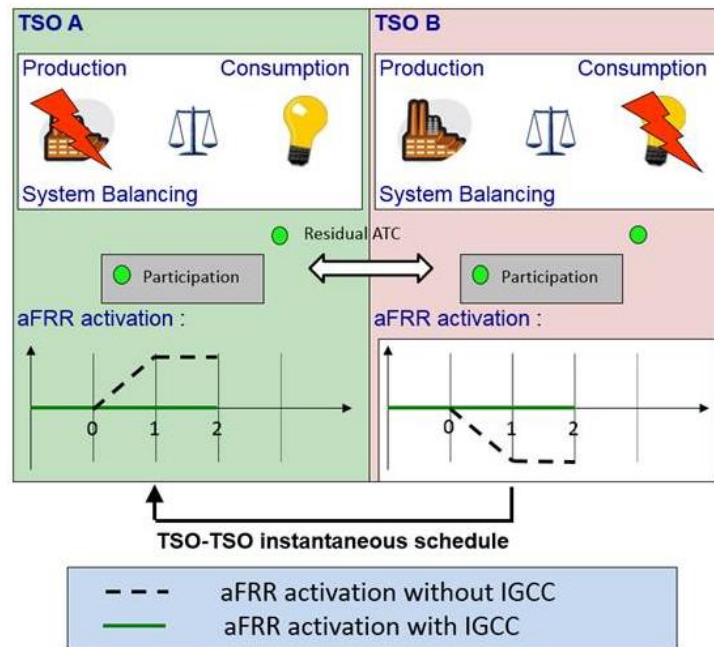 TSO A
TSO B
Production
Consumption
Production
Consumption
System Balancing
System Balancing
Residual ATC
Participation
Participation
aFRR activation :
aFRR activation :
0
1
2
0
1
2
TSO-TSO instantaneous schedule
aFRR activation without IGCC
aFRR activation with IGCC